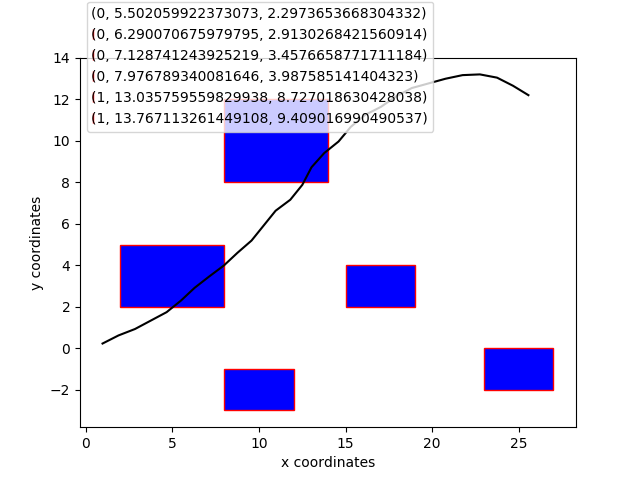 (0, 5.502059922373073, 2.2973653668304332)
(0, 6.290070675979795, 2.9130268421560914)
(0, 7.128741243925219, 3.4576658771711184)
(0, 7.976789340081646, 3.987585141404323)
(1, 13.035759559829938, 8.727018630428038)
(1, 13.767113261449108, 9.409016990490537)
14
12
10
8
6
4
2
0
−2
y coordinates
0 5 10 15 20 25
x coordinates